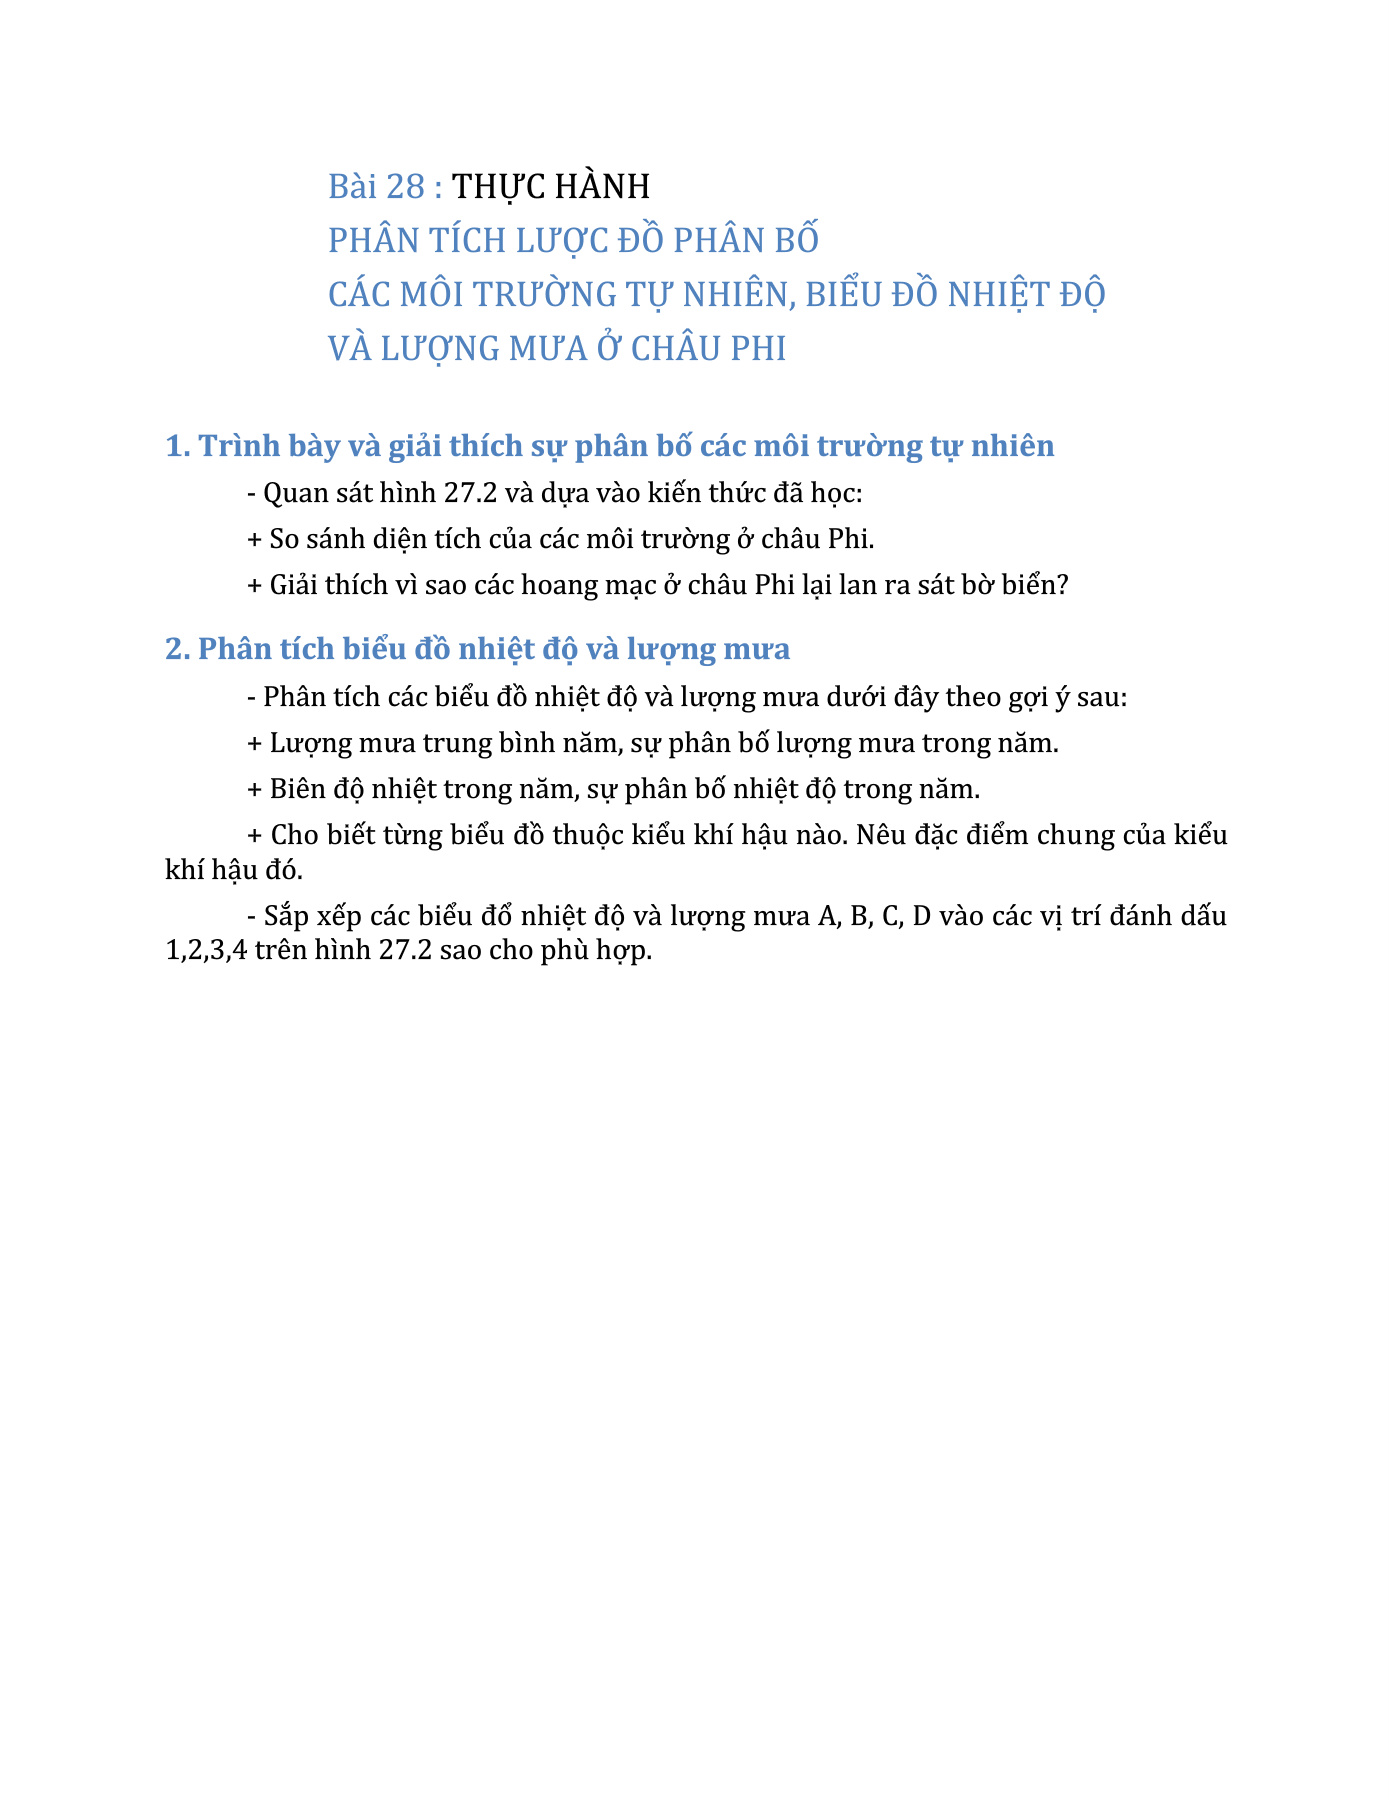 Bài 28 : THỰC HÀNH
PHÂN TÍCH LƯỢC ĐỒ PHÂN BỐ
CÁC MÔI TRƯỜNG TỰ NHIÊN, BIỂU ĐỒ NHIỆT ĐỘ
VÀ LƯỢNG MƯA Ở CHÂU PHI
1. Trình bày và giải thích sự phân bố các môi trường tự nhiên
- Quan sát hình 27.2 và dựa vào kiến thức đã học:
+ So sánh diện tích của các môi trường ở châu Phi.
+ Giải thích vì sao các hoang mạc ở châu Phi lại lan ra sát bờ biển?
2. Phân tích biểu đồ nhiệt độ và lượng mưa
- Phân tích các biểu đồ nhiệt độ và lượng mưa dưới đây theo gợi ý sau:
+ Lượng mưa trung bình năm, sự phân bố lượng mưa trong năm.
+ Biên độ nhiệt trong năm, sự phân bố nhiệt độ trong năm.
+ Cho biết từng biểu đồ thuộc kiểu khí hậu nào. Nêu đặc điểm chung của kiểu
khí hậu đó.
- Sắp xếp các biểu đổ nhiệt độ và lượng mưa A, B, C, D vào các vị trí đánh dấu
1,2,3,4 trên hình 27.2 sao cho phù hợp.